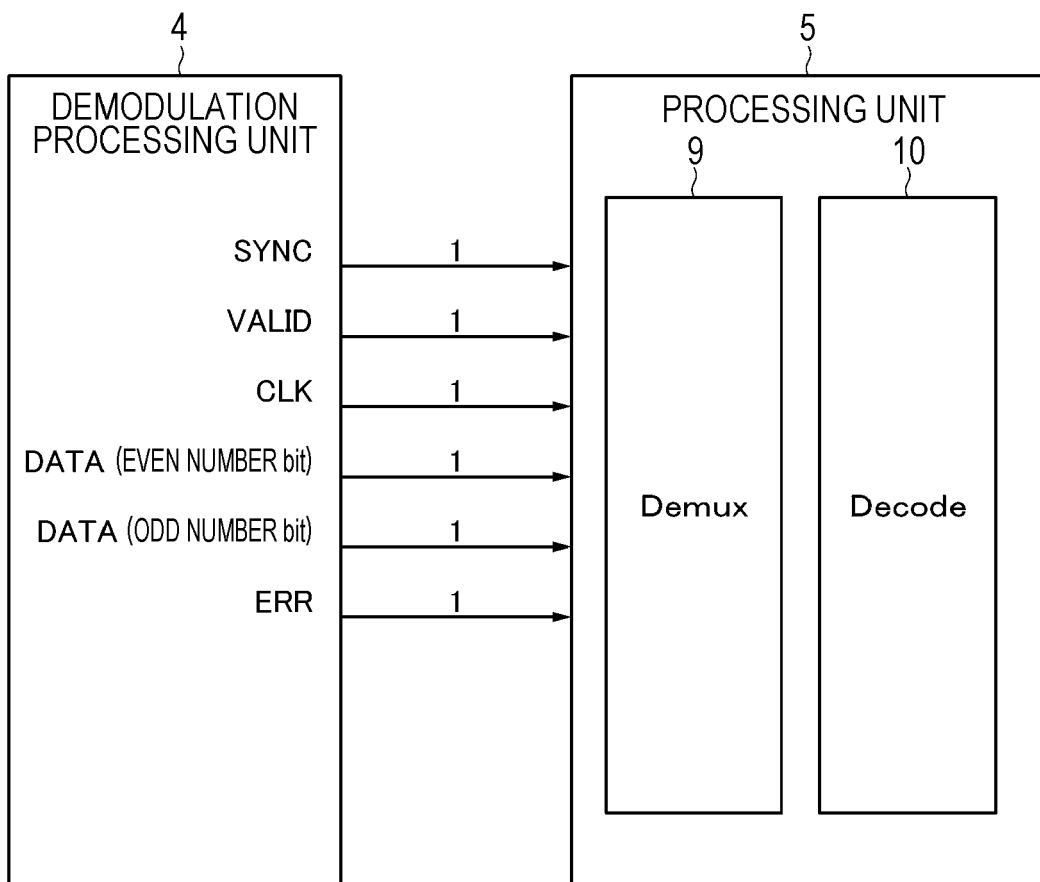 4
DEMODULATION
PROCESSING UNIT
SYNC
VALID
CLK
DATA (EVEN NUMBER bit)
DATA (ODD NUMBER bit)
ERR
1
1
1
1
1
1
5
PROCESSING UNIT
9
Demux
10
Decode